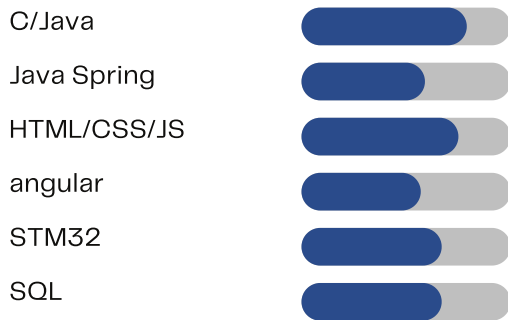 C/Java
Java Spring
HTML/CSS/JS
angular
STM32
SQL